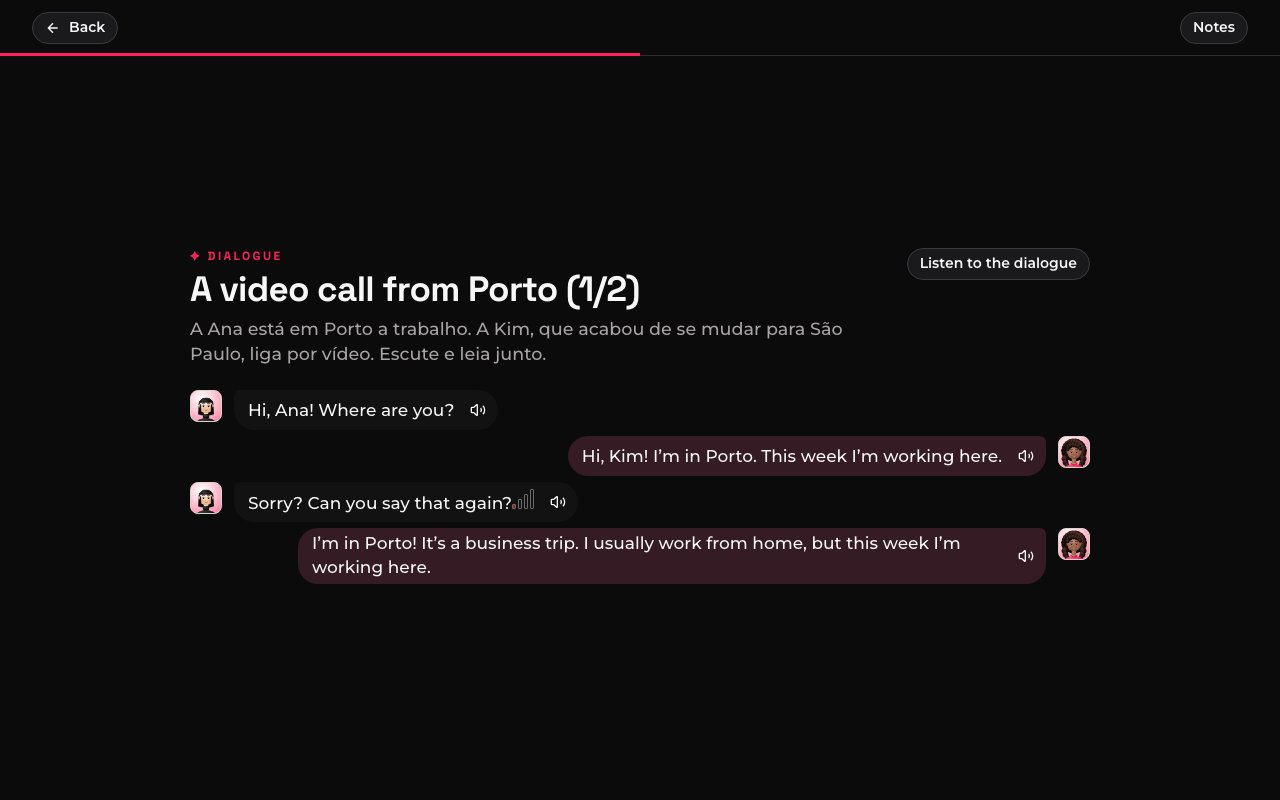 Back
Notes
DIALOGUE
A video call from Porto (1/2)
Listen to the dialogue
A Ana está em Porto a trabalho. A Kim, que acabou de se mudar para São
Paulo, liga por vídeo. Escute e leia junto.
Hi, Ana! Where are you?
Hi, Kim! I’m in Porto. This week I’m working here.
Sorry? Can you say that again?
I’m in Porto! It’s a business trip. I usually work from home, but this week I’m
working here.